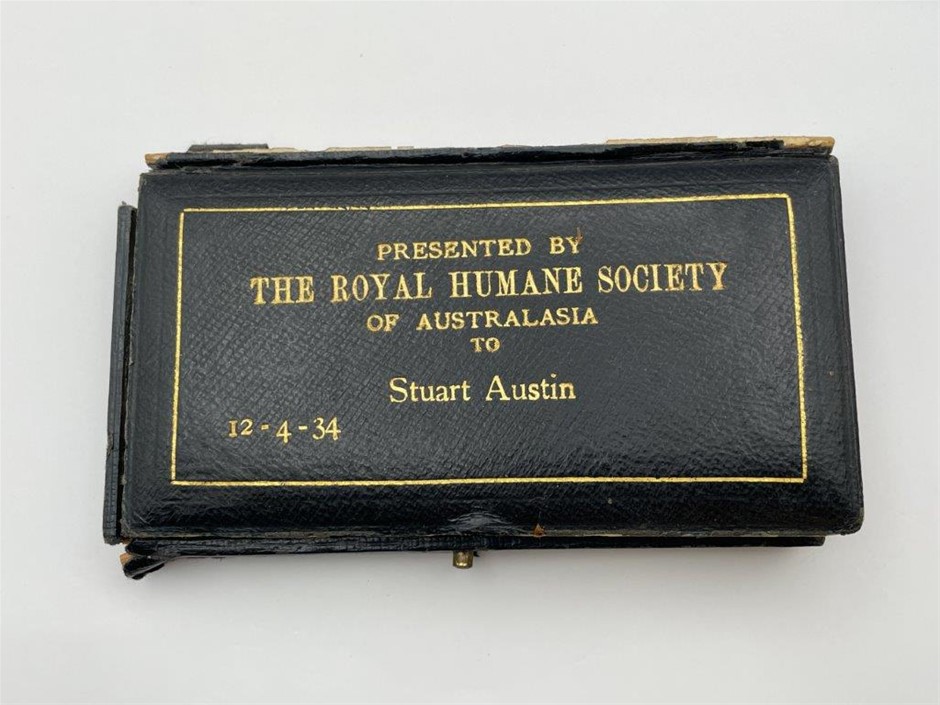 PRESENTED BY
THE ROYAL HUMANE SOCIETY
OF AUSTRALASIA
TO
Stuart Austin
12-4-34